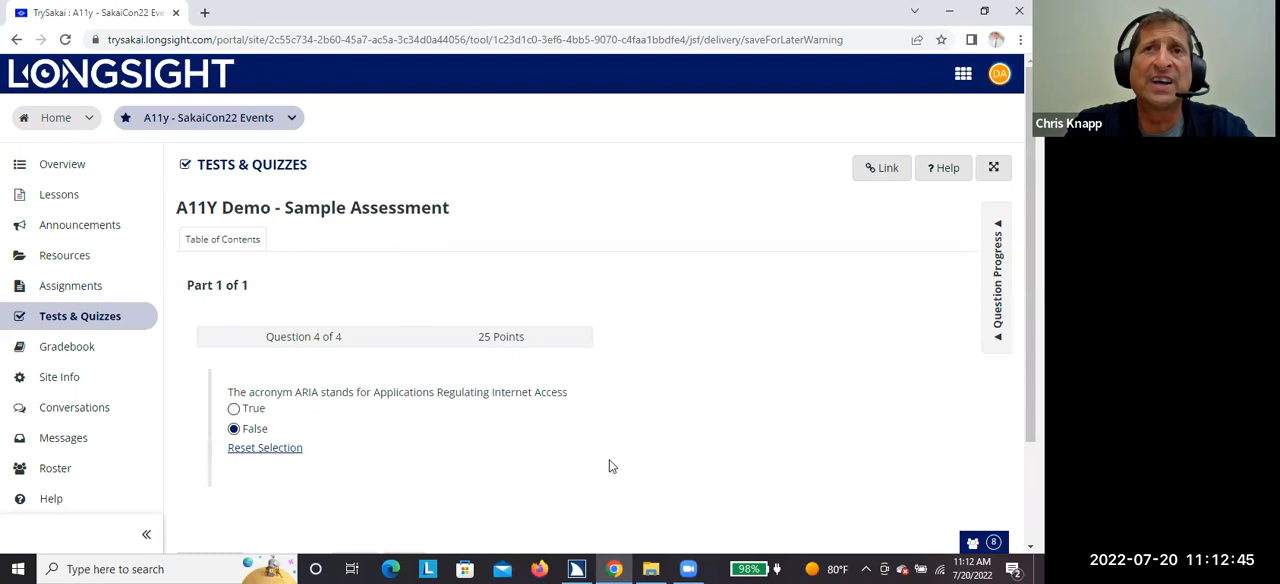 TrySakai : A11y - SakaiCon22 Eve
trysakai.longsight.com/portal/site/2c55c734-2b60-45a7-ac5a-3c34d0a44056/tool/1c23d1c0-3ef6-4bb5-9070-c4faa1bbdfe4/jsf/delivery/saveForLaterWarning
LONGSIGHT
DA
Chris Knapp
Home
A11y - SakaiCon22 Events
Overview
Lessons
Announcements
Resources
Assignments
Tests & Quizzes
Gradebook
Site Info
Conversations
Messages
Roster
Help
TESTS & QUIZZES
Link
? Help
A11Y Demo - Sample Assessment
Table of Contents
Question Progress
Part 1 of 1
Question 4 of 4
25 Points
The acronym ARIA stands for Applications Regulating Internet Access
True
False
Reset Selection
8
Type here to search
L
98%
80°F
11:12 AM
7/20/2022
2
2022-07-20 11:12:45